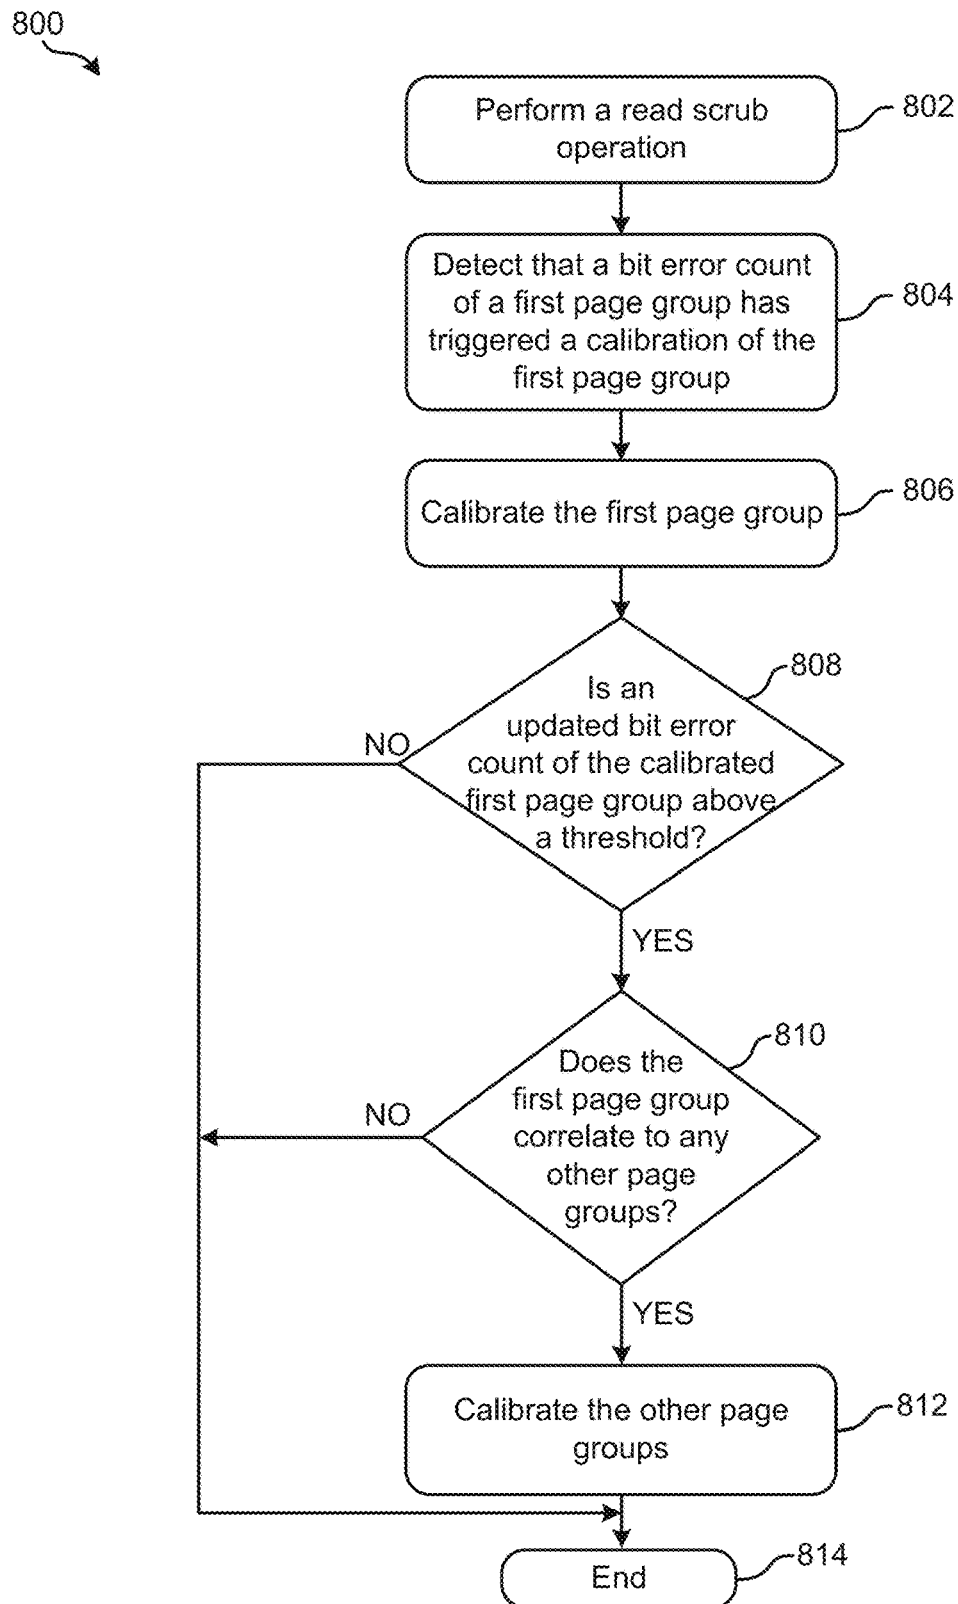 800
Perform a read scrub
operation
802
Detect that a bit error count
of a first page group has
triggered a calibration of the
first page group
804
Calibrate the first page group
806
Is an
updated bit error
count of the calibrated
first page group above
a threshold?
808
NO
YES
Does the
first page group
correlate to any
other page
groups?
810
NO
YES
Calibrate the other page
groups
812
End
814